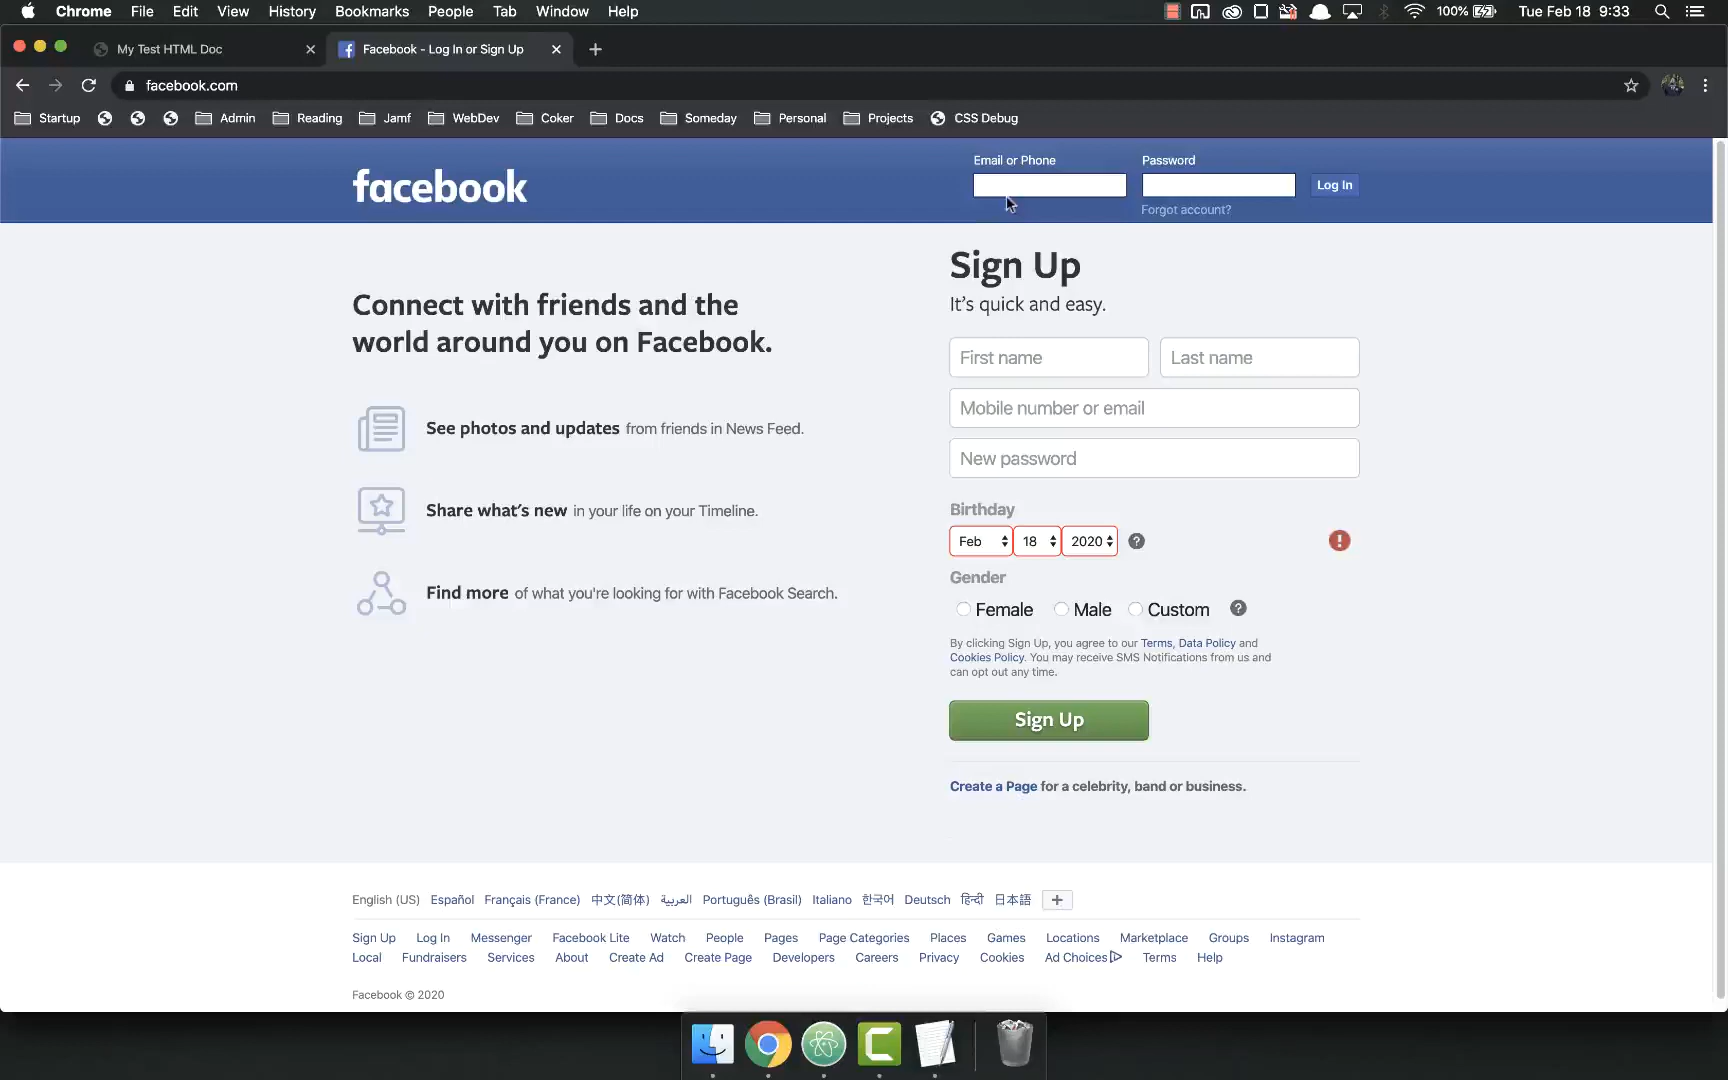 Chrome File Edit View History Bookmarks People Tab Window Help 100% Tue Feb 18 9:33
My Test HTML Doc Facebook - Log In or Sign Up
facebook.com
Startup Admin Reading Jamf WebDev Coker Docs Someday Personal Projects CSS Debug
facebook
Email or Phone Password
Log In
Forgot account?
Sign Up
It's quick and easy.
Connect with friends and the
world around you on Facebook.
First name Last name
Mobile number or email
New password
See photos and updates from friends in News Feed.
Share what's new in your life on your Timeline.
Find more of what you're looking for with Facebook Search.
Birthday
Feb 18 2020
Gender
Female Male Custom
By clicking Sign Up, you agree to our Terms, Data Policy and
Cookies Policy. You may receive SMS Notifications from us and
can opt out any time.
Sign Up
Create a Page for a celebrity, band or business.
English (US) Español Français (France) 中文(简体) العربية Português (Brasil) Italiano 한국어 Deutsch हिन्दी 日本語
Sign Up Log In Messenger Facebook Lite Watch People Pages Page Categories Places Games Locations Marketplace Groups Instagram
Local Fundraisers Services About Create Ad Create Page Developers Careers Privacy Cookies Ad Choices Terms Help
Facebook © 2020